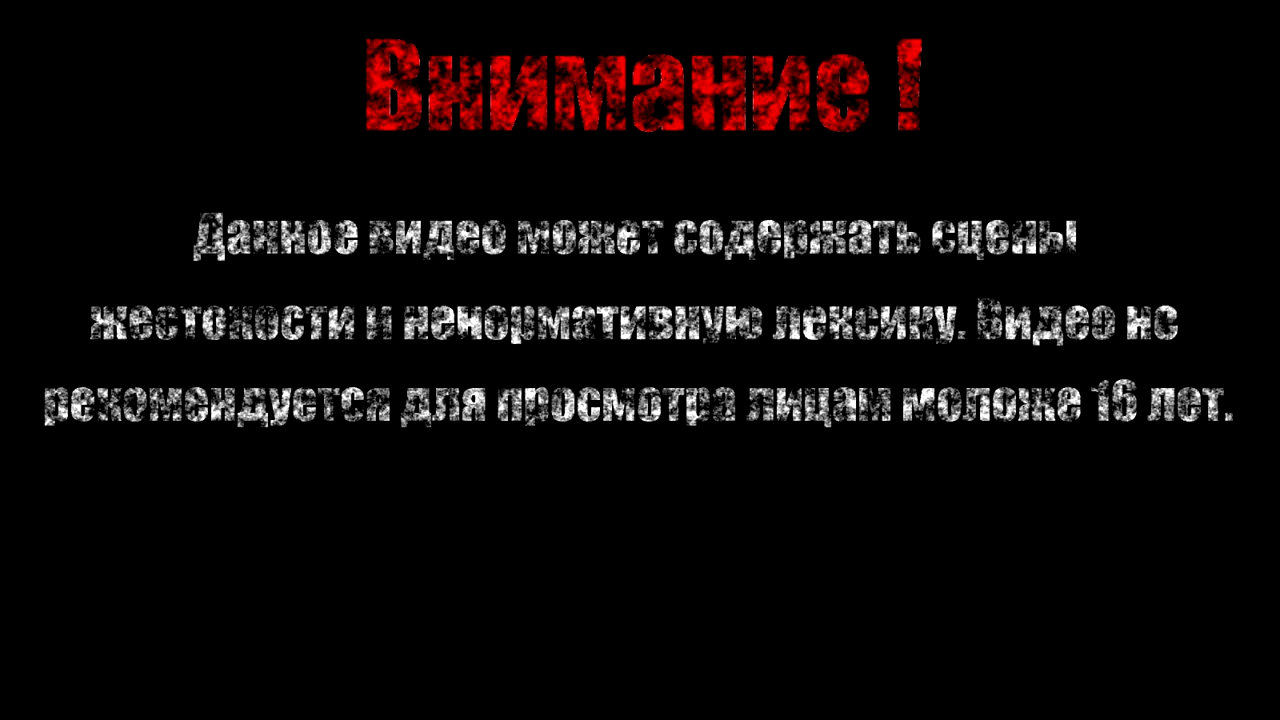 Внимание !
Данное видео может содержать сцены
жестокости и ненормативную лексику. Видео не
рекомендуется для просмотра лицам моложе 16 лет.